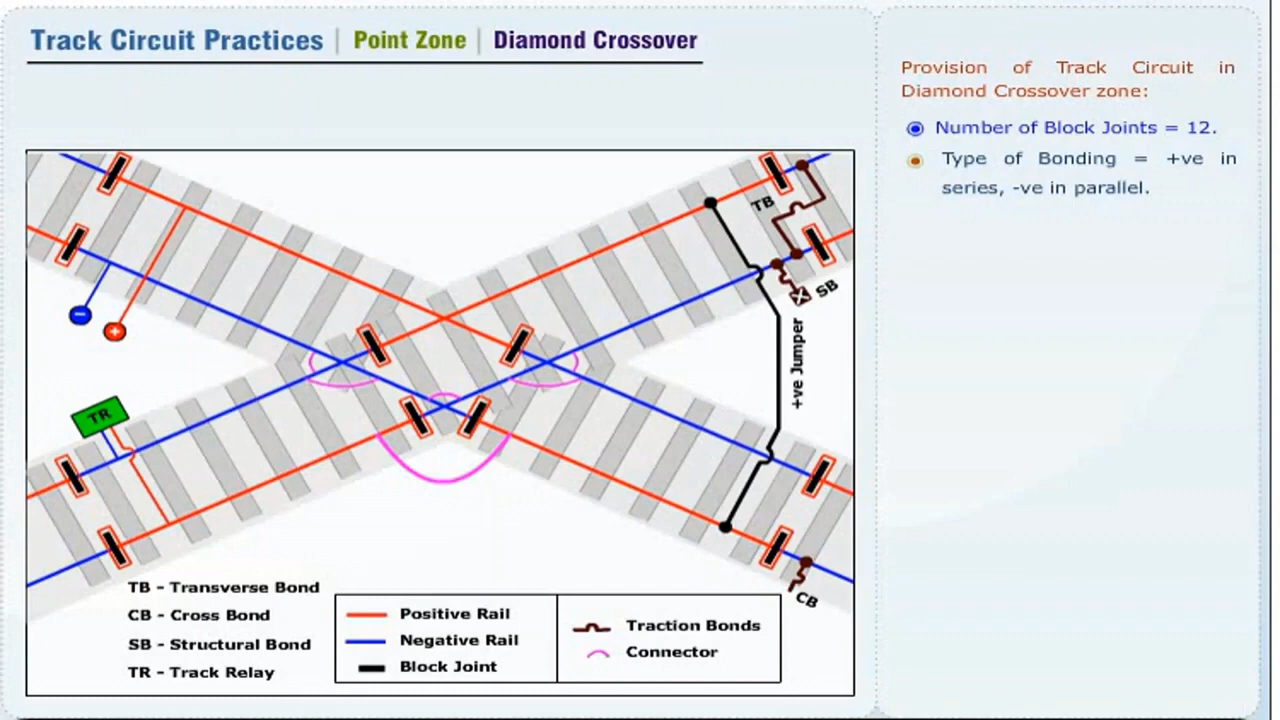 Track Circuit Practices | Point Zone | Diamond Crossover
Provision of Track Circuit in
Diamond Crossover zone:
Number of Block Joints = 12.
Type of Bonding = +ve in
series, -ve in parallel.
TB
SB
−
+
+ve Jumper
TR
CB
TB - Transverse Bond
CB - Cross Bond
SB - Structural Bond
TR - Track Relay
Positive Rail
Negative Rail
Block Joint
Traction Bonds
Connector